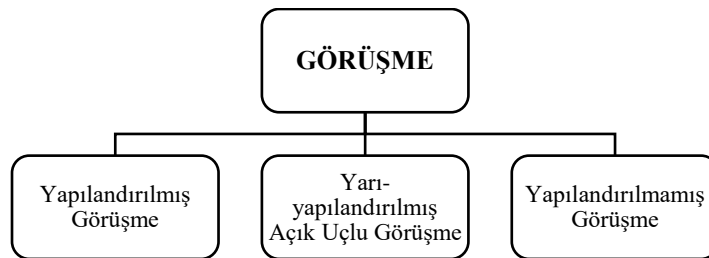 GÖRÜŞME
Yapılandırılmış
Görüşme
Yarı-
yapılandırılmış
Açık Uçlu Görüşme
Yapılandırılmamış
Görüşme